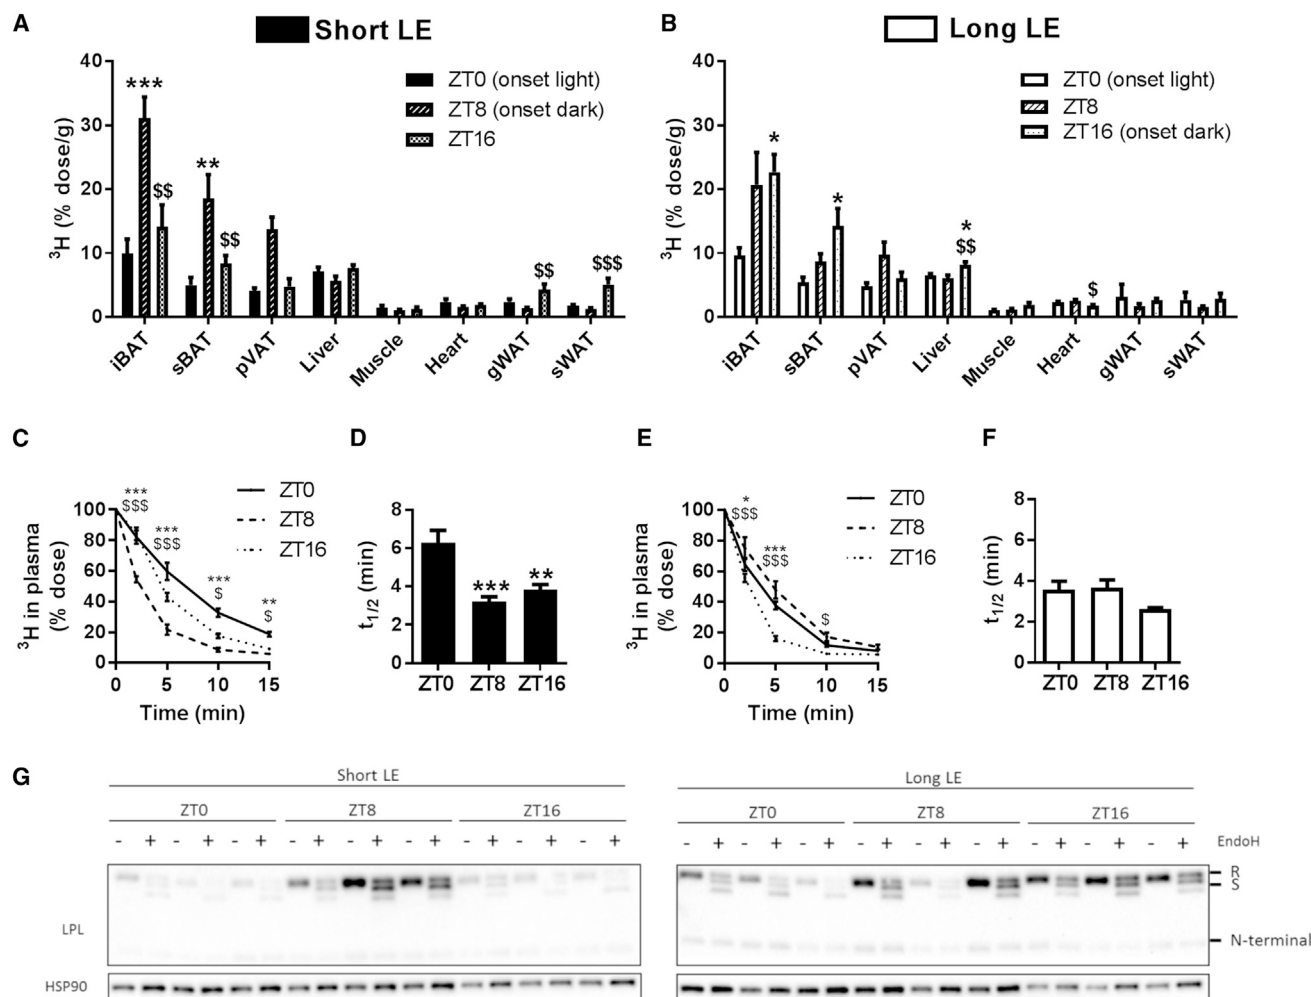 A
Short LE
ZT0 (onset light)
ZT8 (onset dark)
ZT16
³H (% dose/g)
40
30
20
10
0
***
$$
**
$$
$$
$$$
iBAT
sBAT
pVAT
Liver
Muscle
Heart
gWAT
sWAT
B
Long LE
ZT0 (onset light)
ZT8
ZT16 (onset dark)
³H (% dose/g)
40
30
20
10
0
*
*
*
$$
$
iBAT
sBAT
pVAT
Liver
Muscle
Heart
gWAT
sWAT
C
ZT0
ZT8
ZT16
³H in plasma
(% dose)
100
80
60
40
20
0
***
$$$
***
$$$
***
$
**
$
0 5 10 15
Time (min)
D
t1/2 (min)
8
6
4
2
0
*** **
ZT0 ZT8 ZT16
E
ZT0
ZT8
ZT16
³H in plasma
(% dose)
100
80
60
40
20
0
*
$$$
***
$$$
$
0 5 10 15
Time (min)
F
t1/2 (min)
8
6
4
2
0
ZT0 ZT8 ZT16
G
Short LE
ZT0 ZT8 ZT16
- + - + - + - + - + - + - + - + - +
LPL
HSP90
Long LE
ZT0 ZT8 ZT16
- + - + - + - + - + - + - + - + - +
EndoH
R
S
N-terminal